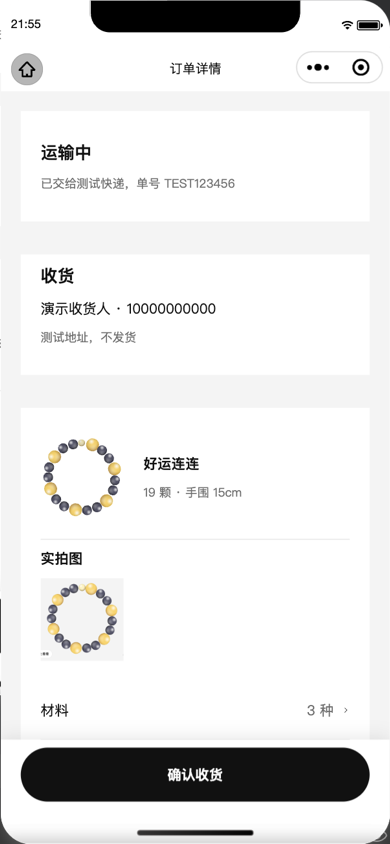 21:55
订单详情
运输中
已交给测试快递，单号 TEST123456
收货
演示收货人 · 10000000000
测试地址，不发货
好运连连
19 颗 · 手围 15cm
实拍图
材料
3 种
确认收货